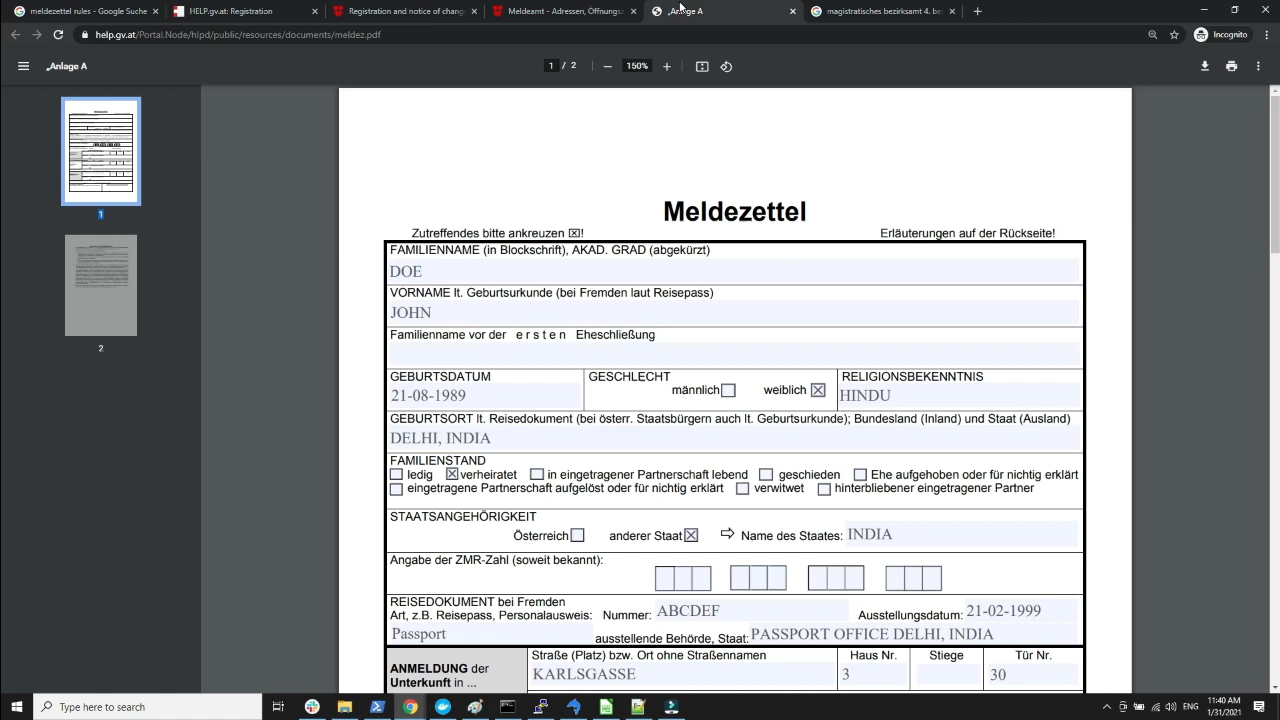 meldezettel rules - Google Suche
HELP.gv.at: Registration
Registration and notice of chang
Meldeamt - Adressen, Öffnungsz
„Anlage A
magistratisches bezirksamt 4. be
help.gv.at/Portal.Node/hlpd/public/resources/documents/meldez.pdf
Incognito
„Anlage A
1 / 2
150%
1
2
Meldezettel
Zutreffendes bitte ankreuzen ☒!
Erläuterungen auf der Rückseite!
FAMILIENNAME (in Blockschrift), AKAD. GRAD (abgekürzt)
DOE
VORNAME lt. Geburtsurkunde (bei Fremden laut Reisepass)
JOHN
Familienname vor der e r s t e n Eheschließung
GEBURTSDATUM
GESCHLECHT
RELIGIONSBEKENNTNIS
21-08-1989
männlich ☐ weiblich ☒
HINDU
GEBURTSORT lt. Reisedokument (bei österr. Staatsbürgern auch lt. Geburtsurkunde); Bundesland (Inland) und Staat (Ausland)
DELHI, INDIA
FAMILIENSTAND
☐ ledig ☒ verheiratet ☐ in eingetragener Partnerschaft lebend ☐ geschieden ☐ Ehe aufgehoben oder für nichtig erklärt
☐ eingetragene Partnerschaft aufgelöst oder für nichtig erklärt ☐ verwitwet ☐ hinterbliebener eingetragener Partner
STAATSANGEHÖRIGKEIT
Österreich ☐ anderer Staat ☒ ⇨ Name des Staates: INDIA
Angabe der ZMR-Zahl (soweit bekannt):
REISEDOKUMENT bei Fremden
Art, z.B. Reisepass, Personalausweis: Nummer: ABCDEF Ausstellungsdatum: 21-02-1999
Passport ausstellende Behörde, Staat: PASSPORT OFFICE DELHI, INDIA
ANMELDUNG der
Unterkunft in ...
Straße (Platz) bzw. Ort ohne Straßennamen
Haus Nr.
Stiege
Tür Nr.
KARLSGASSE
3
30
Type here to search
11:40 AM
1/31/2021